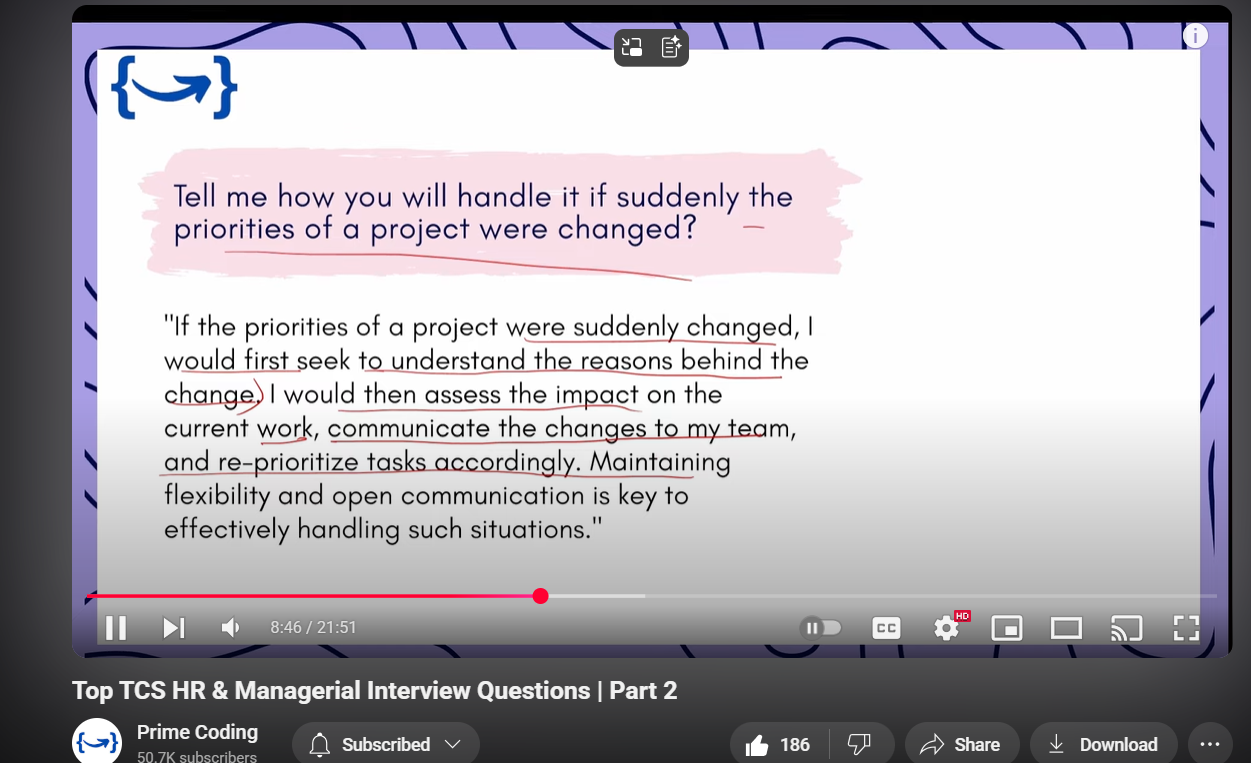 i
Tell me how you will handle it if suddenly the
priorities of a project were changed?
"If the priorities of a project were suddenly changed, I
would first seek to understand the reasons behind the
change. I would then assess the impact on the
current work, communicate the changes to my team,
and re-prioritize tasks accordingly. Maintaining
flexibility and open communication is key to
effectively handling such situations."
8:46 / 21:51 CC HD
Top TCS HR & Managerial Interview Questions | Part 2
Prime Coding
50.7K subscribers
Subscribed 186 Share Download